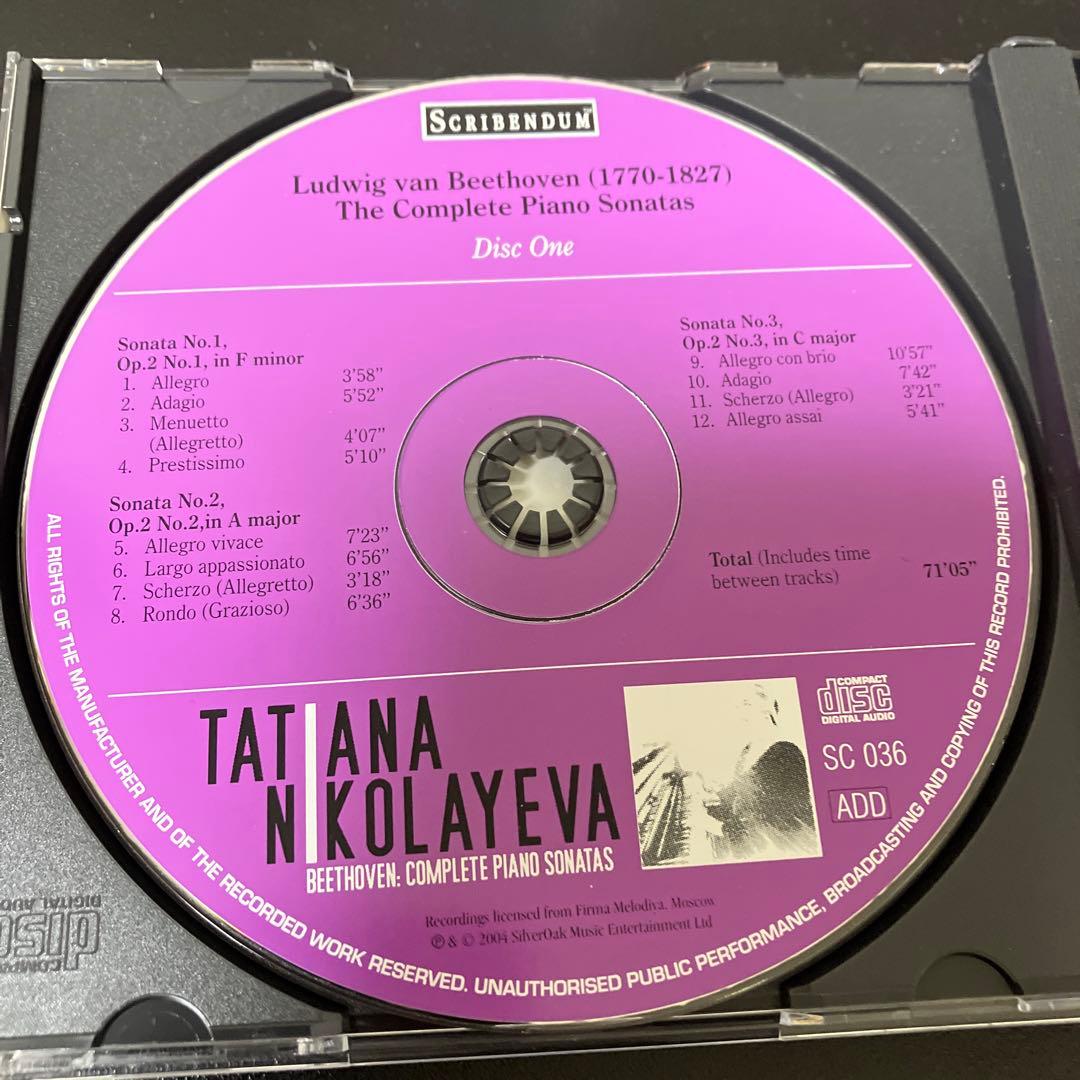 SCRIBENDUM™
Ludwig van Beethoven (1770-1827)
The Complete Piano Sonatas
Disc One
Sonata No.1,
Op.2 No.1, in F minor
1. Allegro 3'58”
2. Adagio 5'52”
3. Menuetto
(Allegretto) 4'07”
4. Prestissimo 5'10”
Sonata No.2,
Op.2 No.2,in A major
5. Allegro vivace 7'23”
6. Largo appassionato 6'56”
7. Scherzo (Allegretto) 3'18”
8. Rondo (Grazioso) 6'36”
Sonata No.3,
Op.2 No.3, in C major
9. Allegro con brio 10'57”
10. Adagio 7'42”
11. Scherzo (Allegro) 3'21”
12. Allegro assai 5'41”
Total (Includes time
between tracks) 71'05”
TATIANA
NIKOLAYEVA
BEETHOVEN: COMPLETE PIANO SONATAS
COMPACT
disc
DIGITAL AUDIO
SC 036
ADD
Recordings licensed from Firma Melodiya, Moscow
℗ & © 2004 SilverOak Music Entertainment Ltd
ALL RIGHTS OF THE MANUFACTURER AND OF THE RECORDED WORK RESERVED. UNAUTHORISED PUBLIC PERFORMANCE, BROADCASTING AND COPYING OF THIS RECORD PROHIBITED.
COMPACT
disc
DIGITAL AUDIO